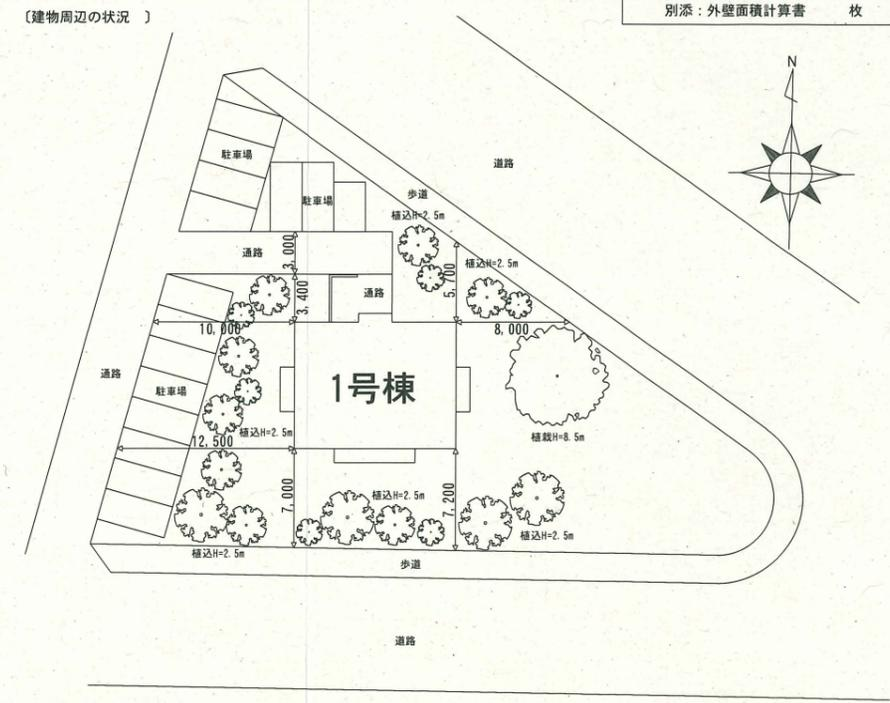 〔建物周辺の状況　〕
別添：外壁面積計算書　　　枚
N
駐車場
道路
駐車場
歩道
植込H=2.5m
通路
3,000
植込H=2.5m
5,700
3,400
通路
10,000
8,000
通路
駐車場
1号棟
植込H=2.5m
植栽H=8.5m
12,500
7,000
植込H=2.5m
7,200
植込H=2.5m
植込H=2.5m
歩道
道路